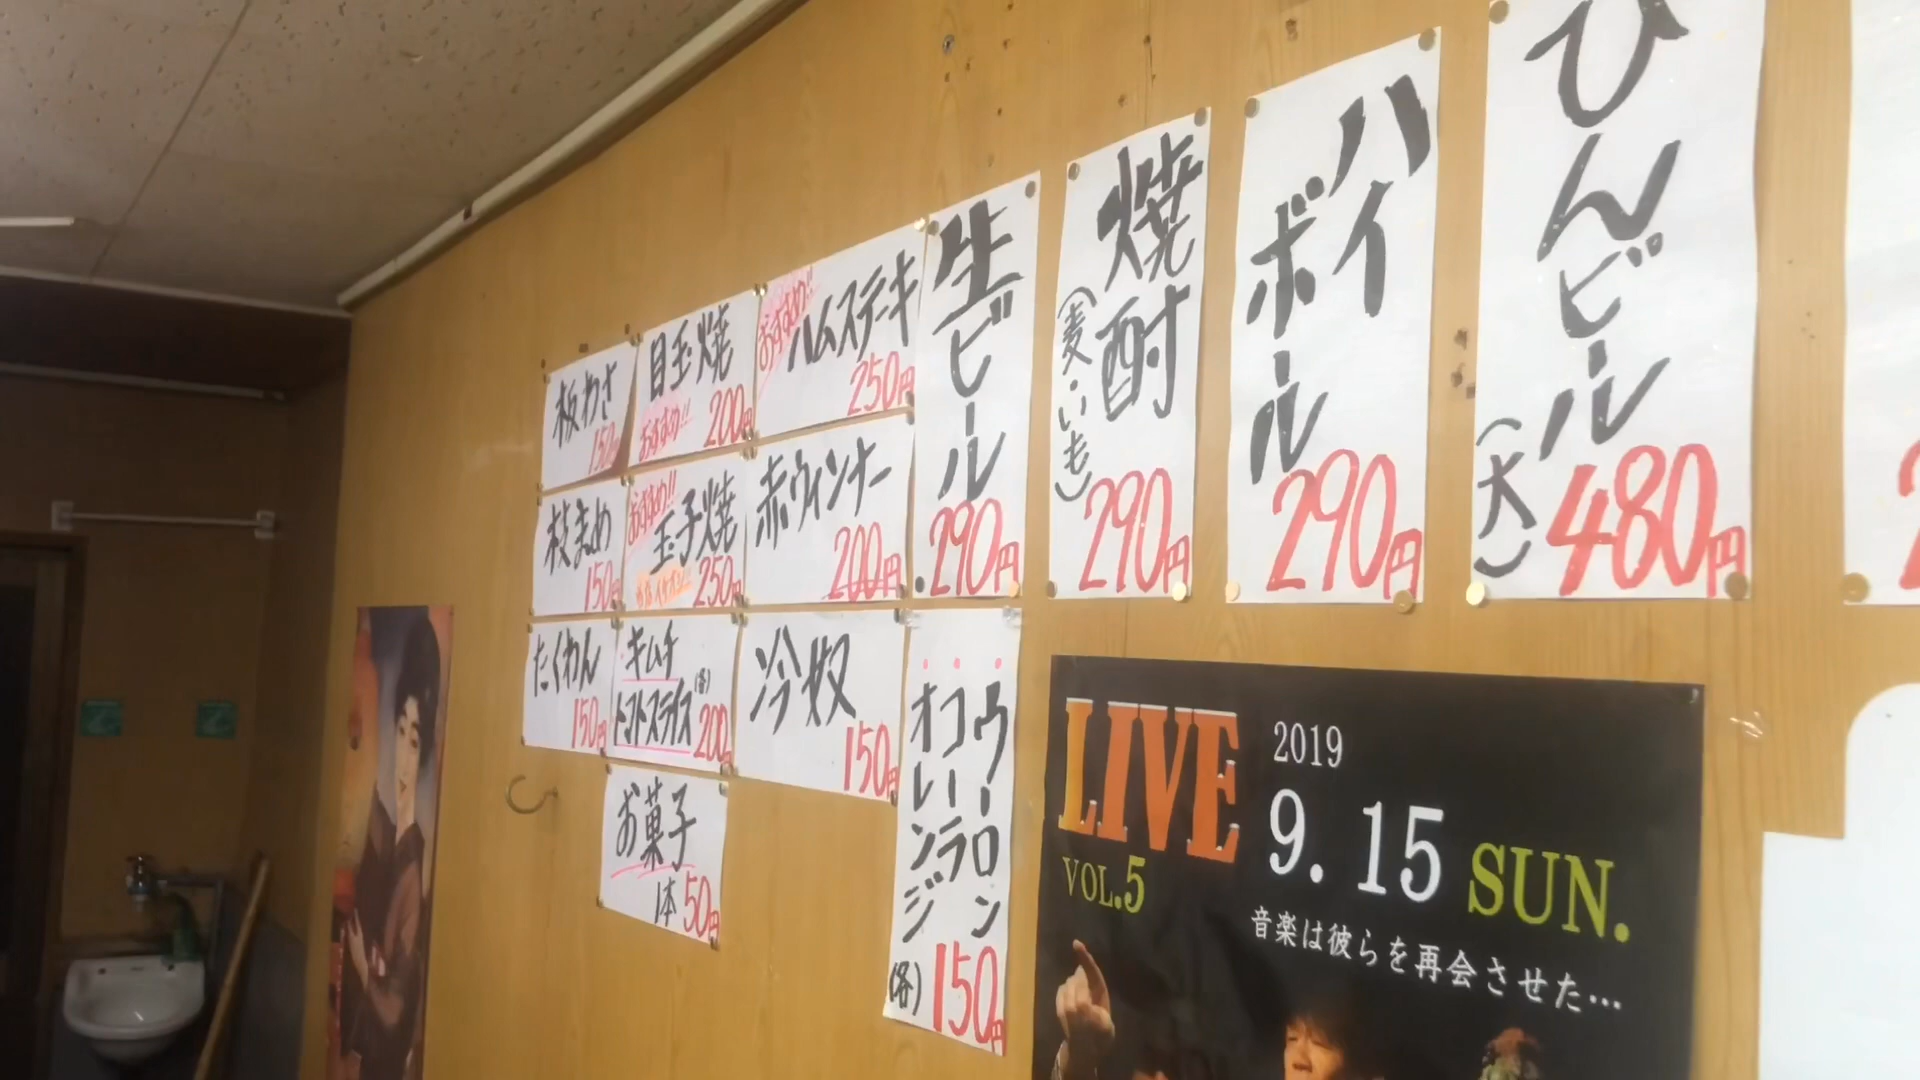 びんビール
(大)
480円
ハイ
ボール
290円
焼酎
(麦・いも)
290円
生ビール
290円
おすすめ!!
ハムステーキ
250円
目玉焼
おすすめ!! 200円
板わさ
150円
赤ウィンナー
200円
おすすめ!!
玉子焼
250円
枝まめ
150円
冷奴
150円
キムチ
トマトスライス
(各)
200円
たくわん
150円
お菓子
1本 50円
ウーロン
コーラ
オレンジ
(各) 150円
LIVE
VOL.5
2019
9.15 SUN.
音楽は彼らを再会させた…